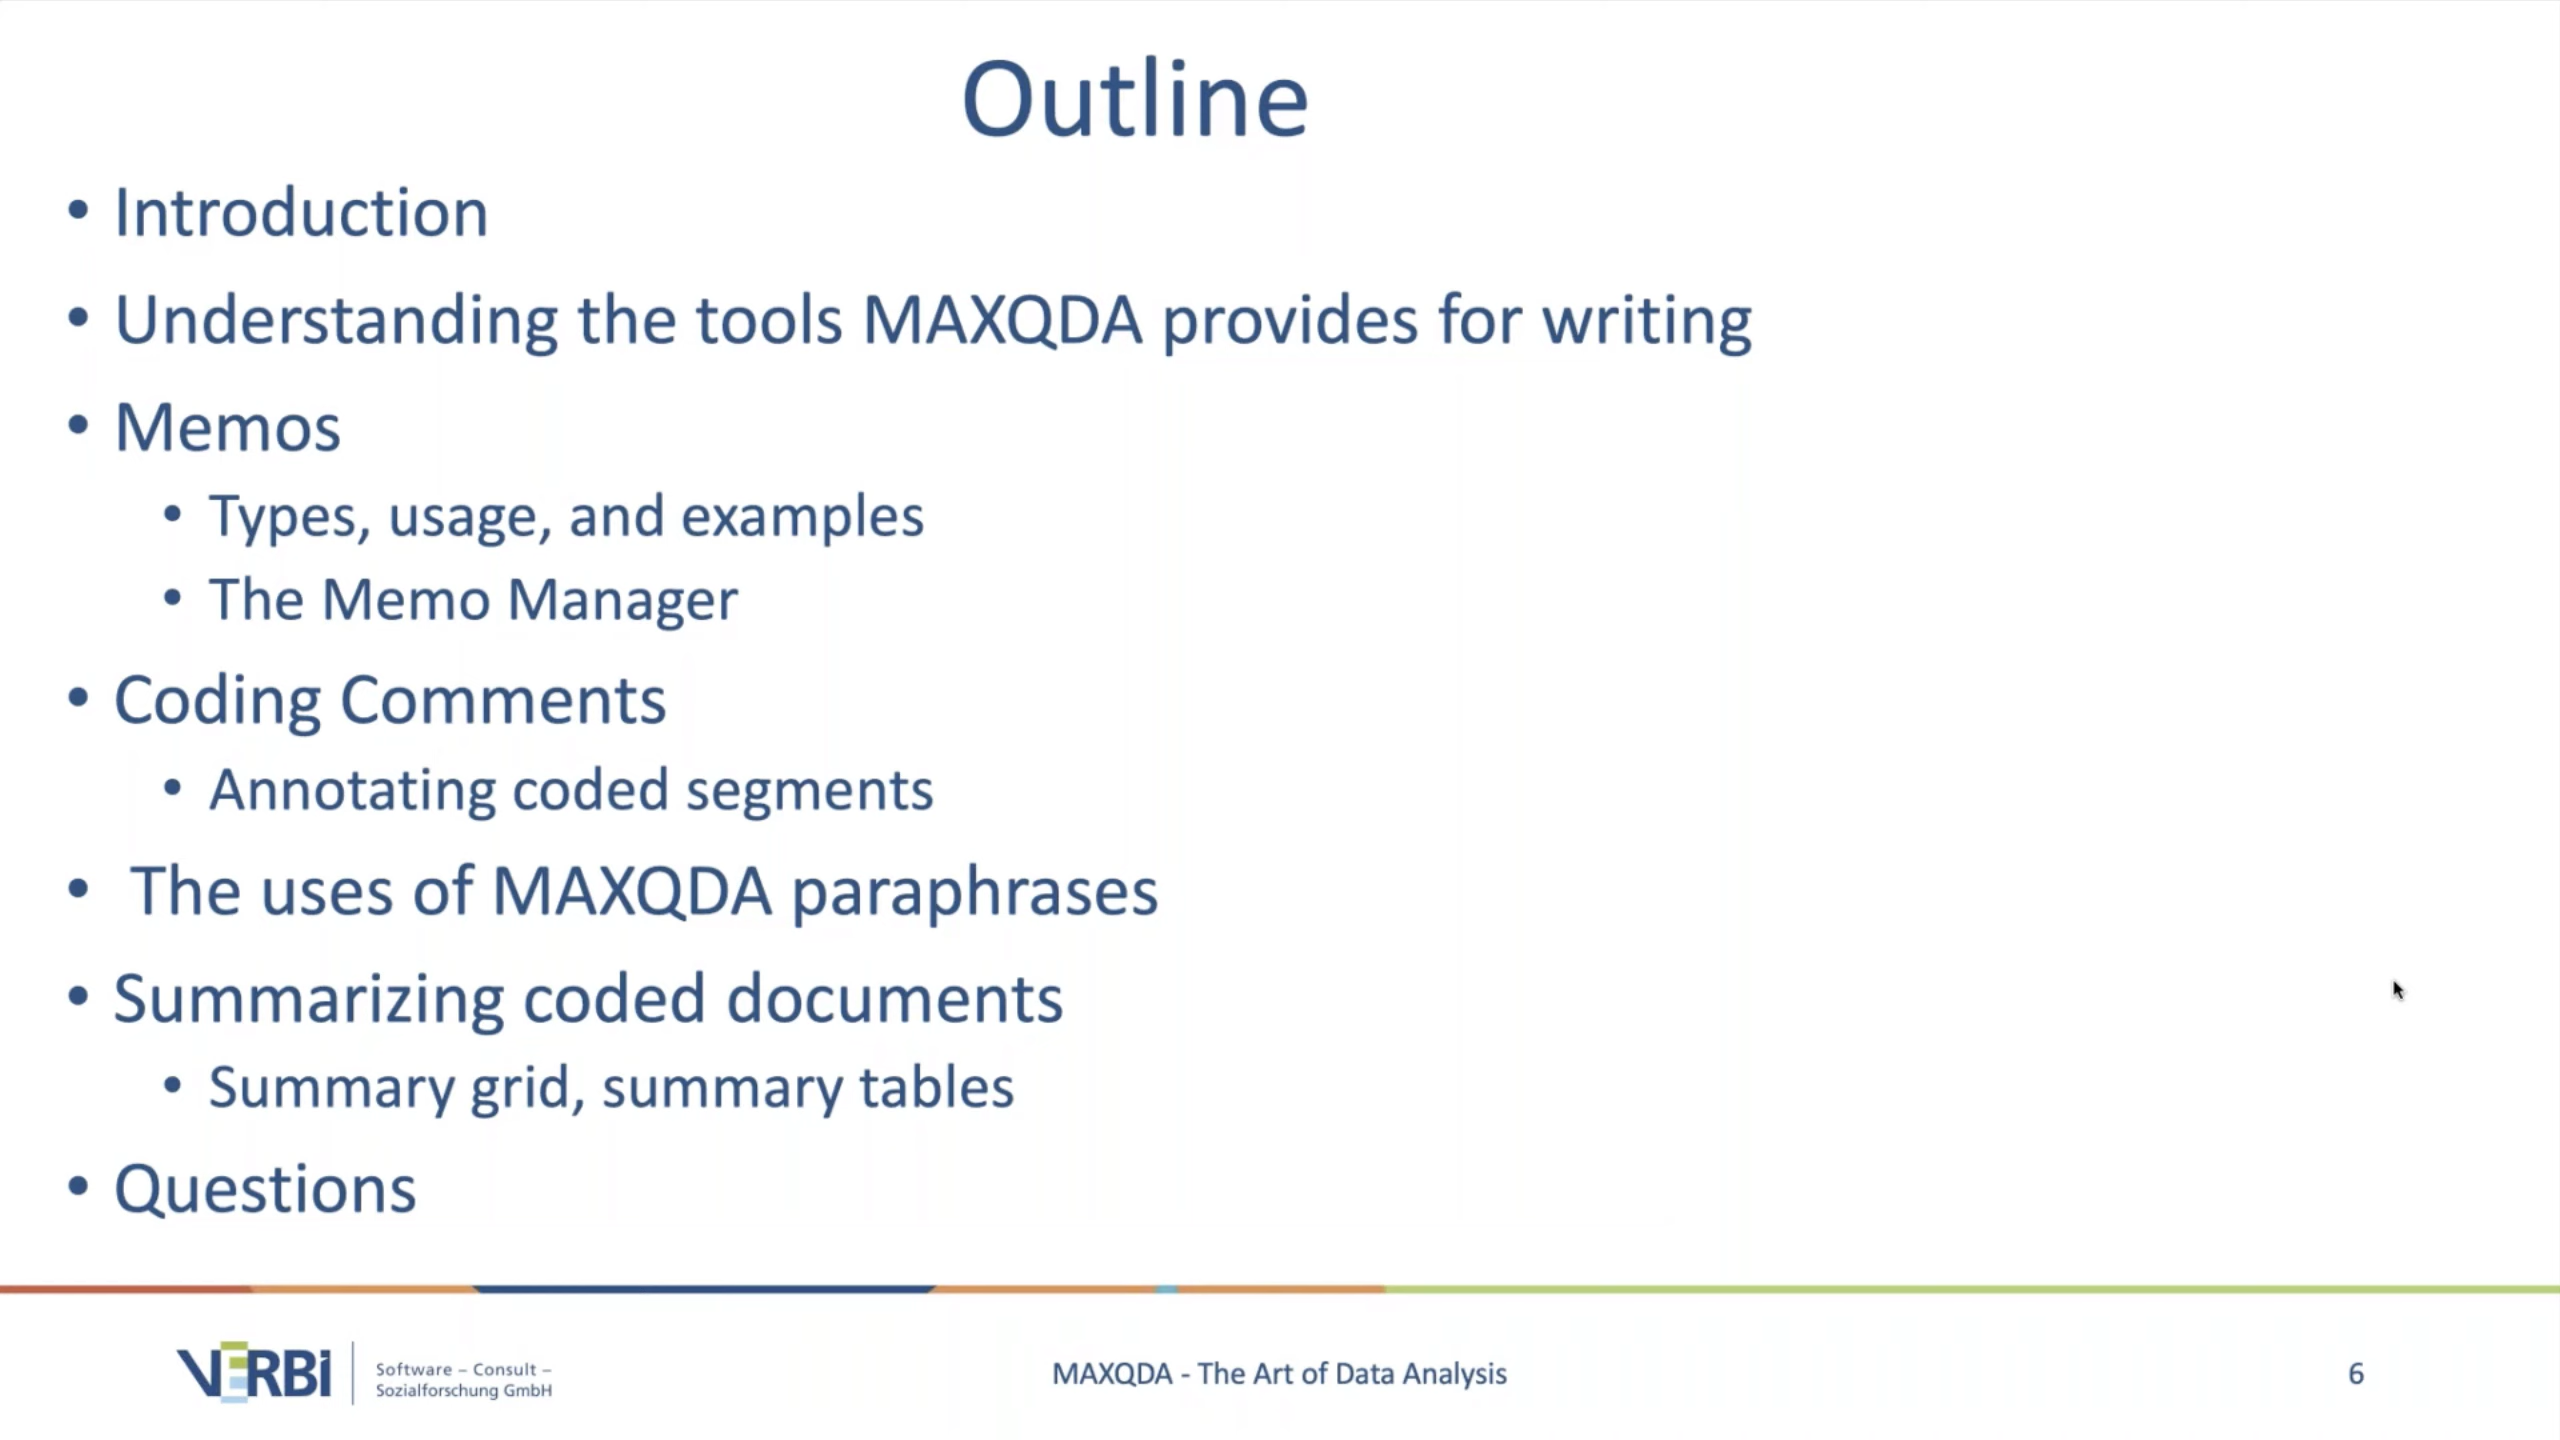 Outline
• Introduction
• Understanding the tools MAXQDA provides for writing
• Memos
• Types, usage, and examples
• The Memo Manager
• Coding Comments
• Annotating coded segments
• The uses of MAXQDA paraphrases
• Summarizing coded documents
• Summary grid, summary tables
• Questions
VERBI
Software – Consult –
Sozialforschung GmbH
MAXQDA - The Art of Data Analysis
6